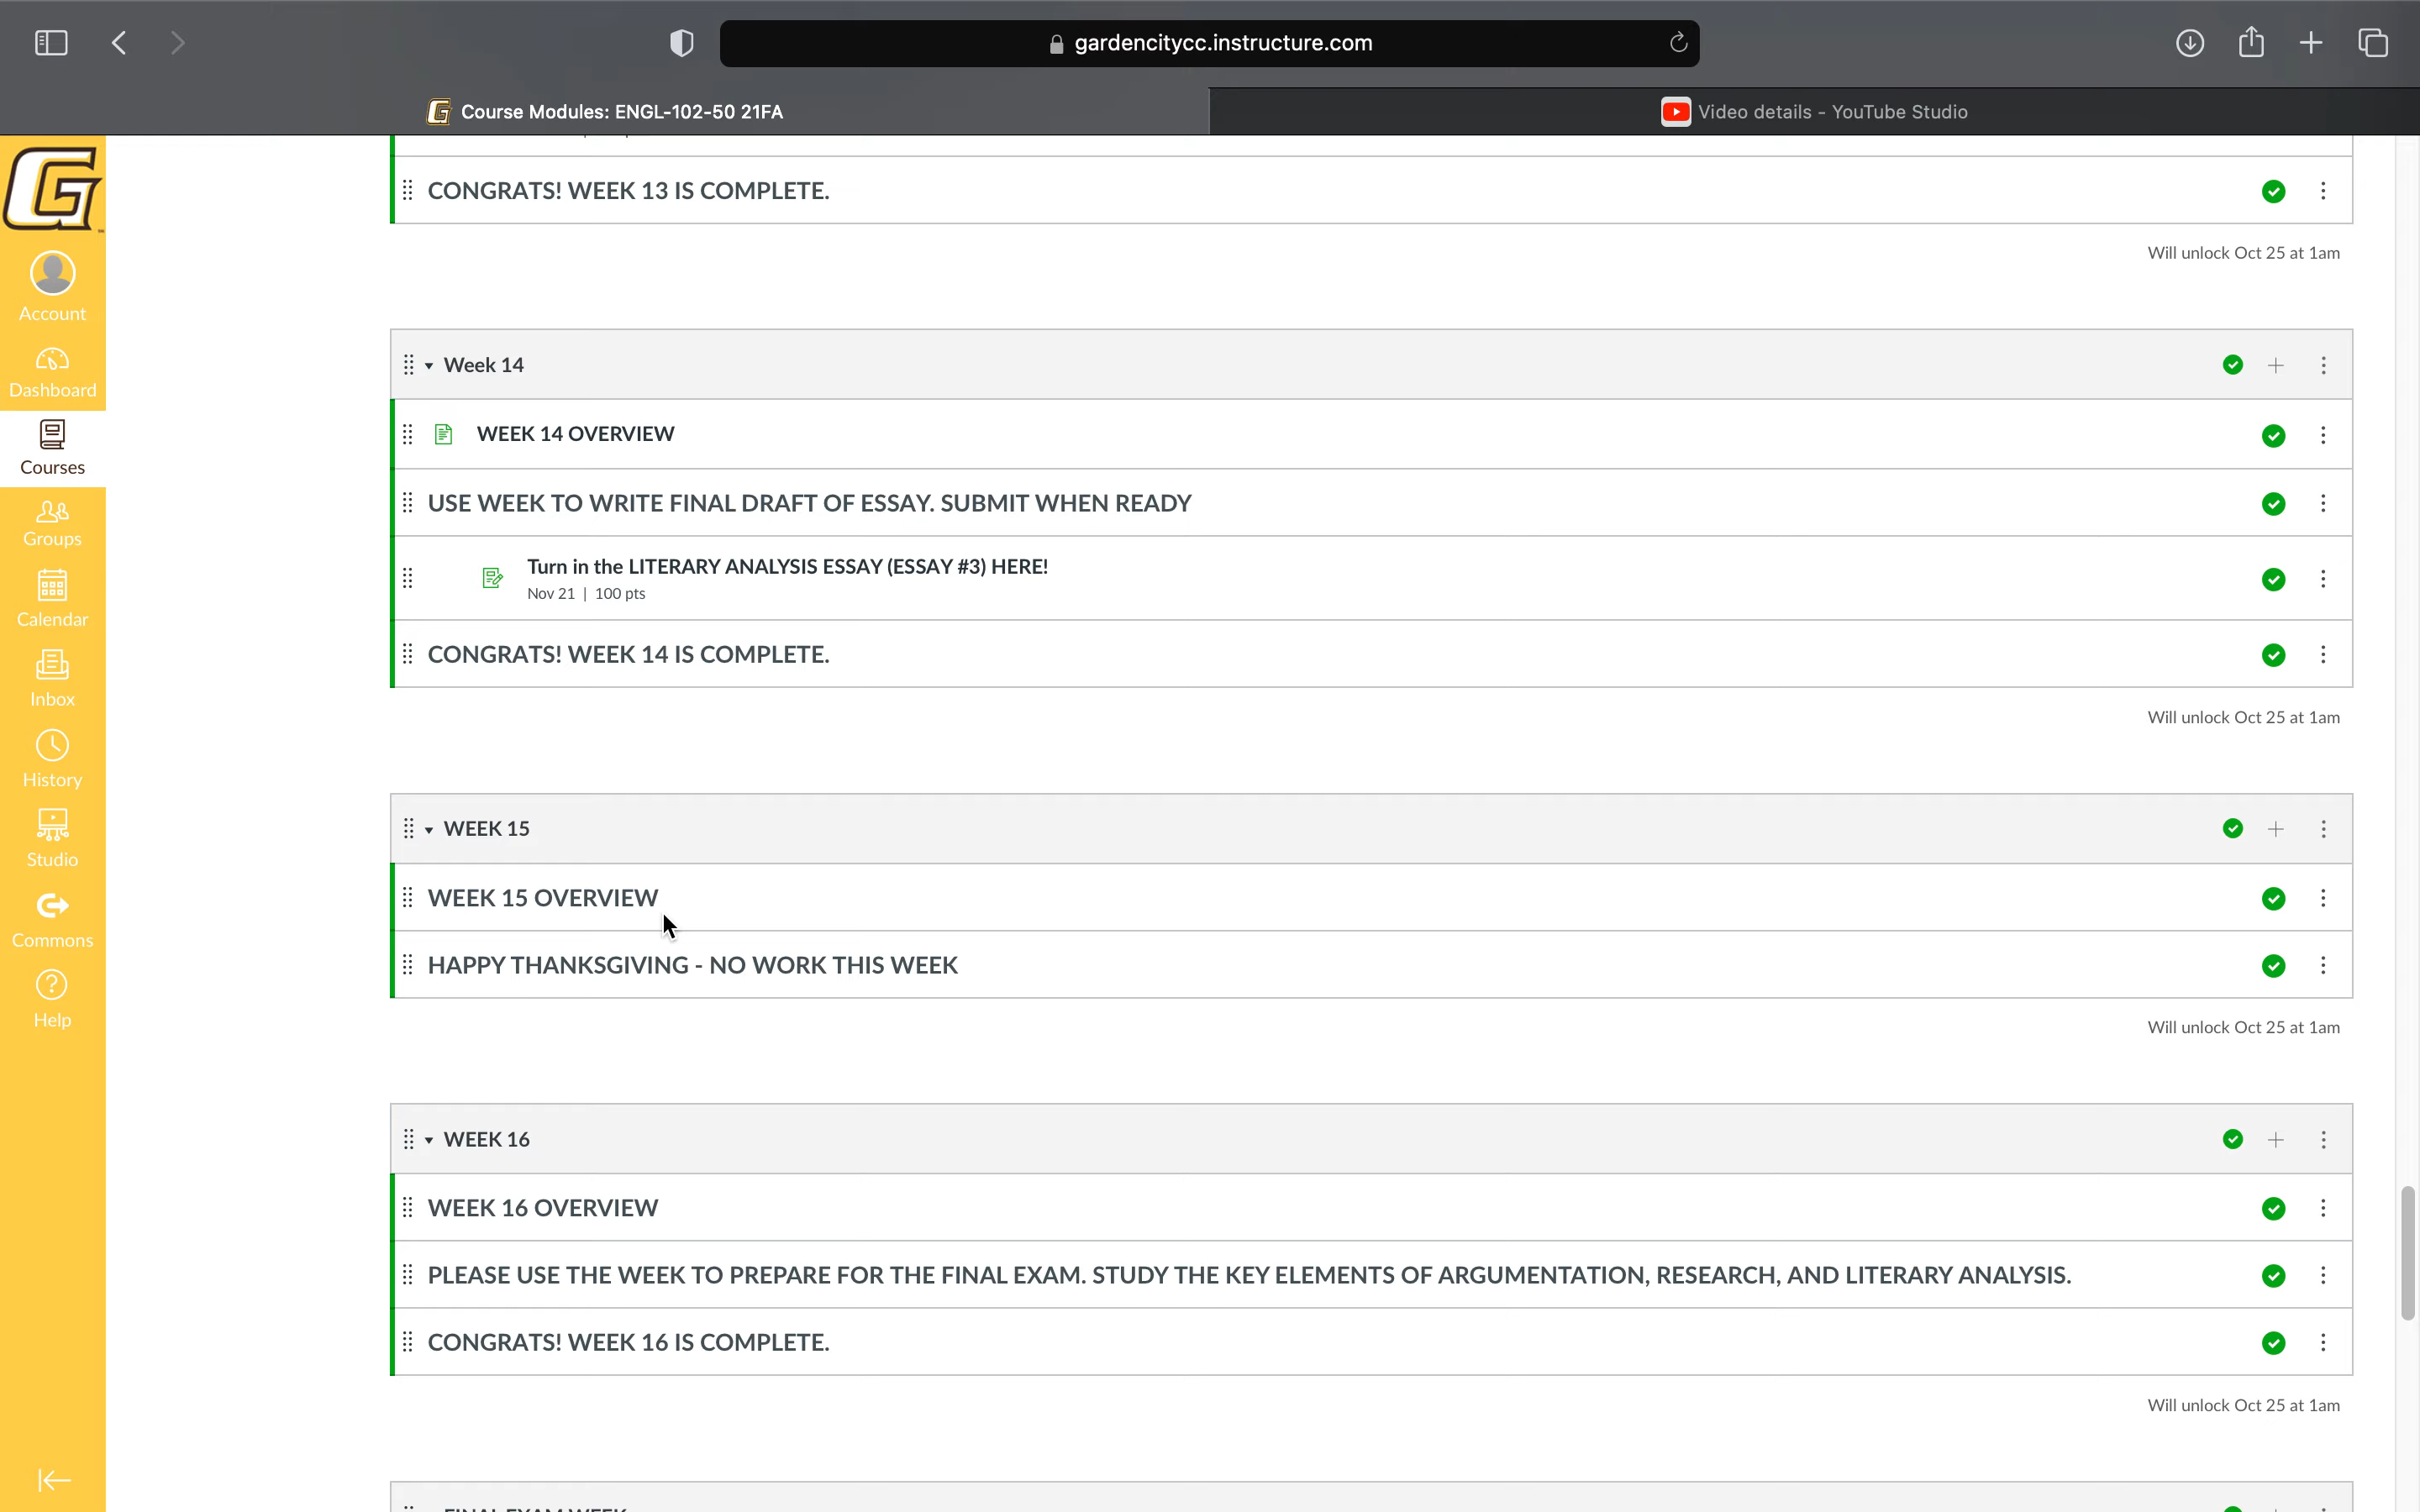 gardencitycc.instructure.com
Course Modules: ENGL-102-50 21FA
Video details - YouTube Studio
CONGRATS! WEEK 13 IS COMPLETE.
Will unlock Oct 25 at 1am
Account
Dashboard
Courses
Groups
Calendar
Inbox
History
Studio
Commons
Help
Week 14
WEEK 14 OVERVIEW
USE WEEK TO WRITE FINAL DRAFT OF ESSAY. SUBMIT WHEN READY
Turn in the LITERARY ANALYSIS ESSAY (ESSAY #3) HERE!
Nov 21 | 100 pts
CONGRATS! WEEK 14 IS COMPLETE.
Will unlock Oct 25 at 1am
WEEK 15
WEEK 15 OVERVIEW
HAPPY THANKSGIVING - NO WORK THIS WEEK
Will unlock Oct 25 at 1am
WEEK 16
WEEK 16 OVERVIEW
PLEASE USE THE WEEK TO PREPARE FOR THE FINAL EXAM. STUDY THE KEY ELEMENTS OF ARGUMENTATION, RESEARCH, AND LITERARY ANALYSIS.
CONGRATS! WEEK 16 IS COMPLETE.
Will unlock Oct 25 at 1am
FINAL EXAM WEEK